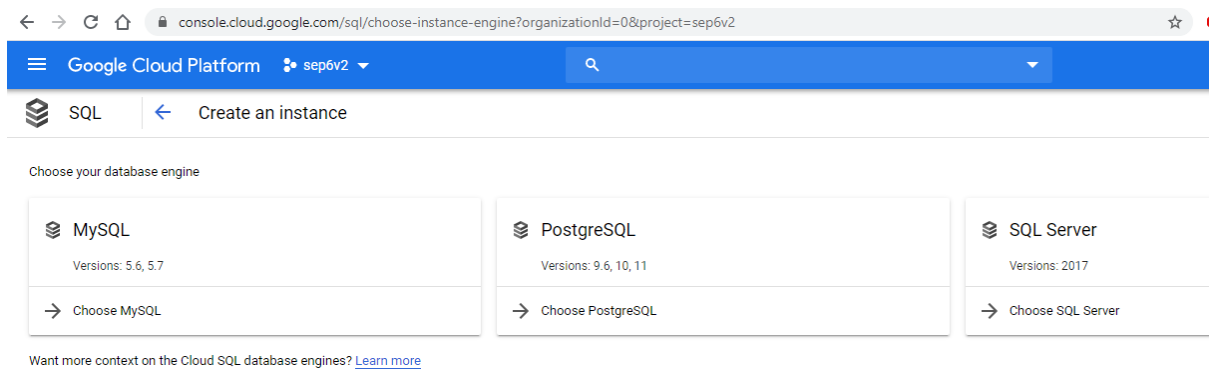 console.cloud.google.com/sql/choose-instance-engine?organizationId=0&project=sep6v2
Google Cloud Platform sep6v2
SQL Create an instance
Choose your database engine
MySQL PostgreSQL SQL Server
Versions: 5.6, 5.7 Versions: 9.6, 10, 11 Versions: 2017
Choose MySQL Choose PostgreSQL Choose SQL Server
Want more context on the Cloud SQL database engines? Learn more